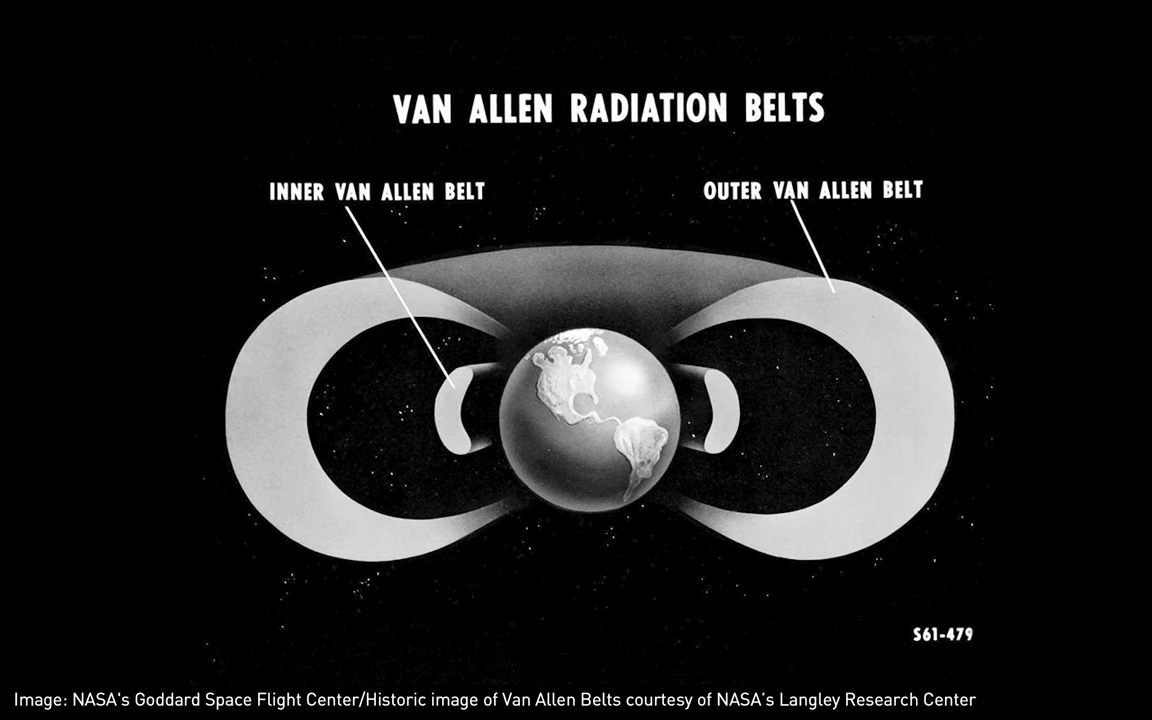 VAN ALLEN RADIATION BELTS
INNER VAN ALLEN BELT
OUTER VAN ALLEN BELT
S61-479
Image: NASA's Goddard Space Flight Center/Historic image of Van Allen Belts courtesy of NASA's Langley Research Center